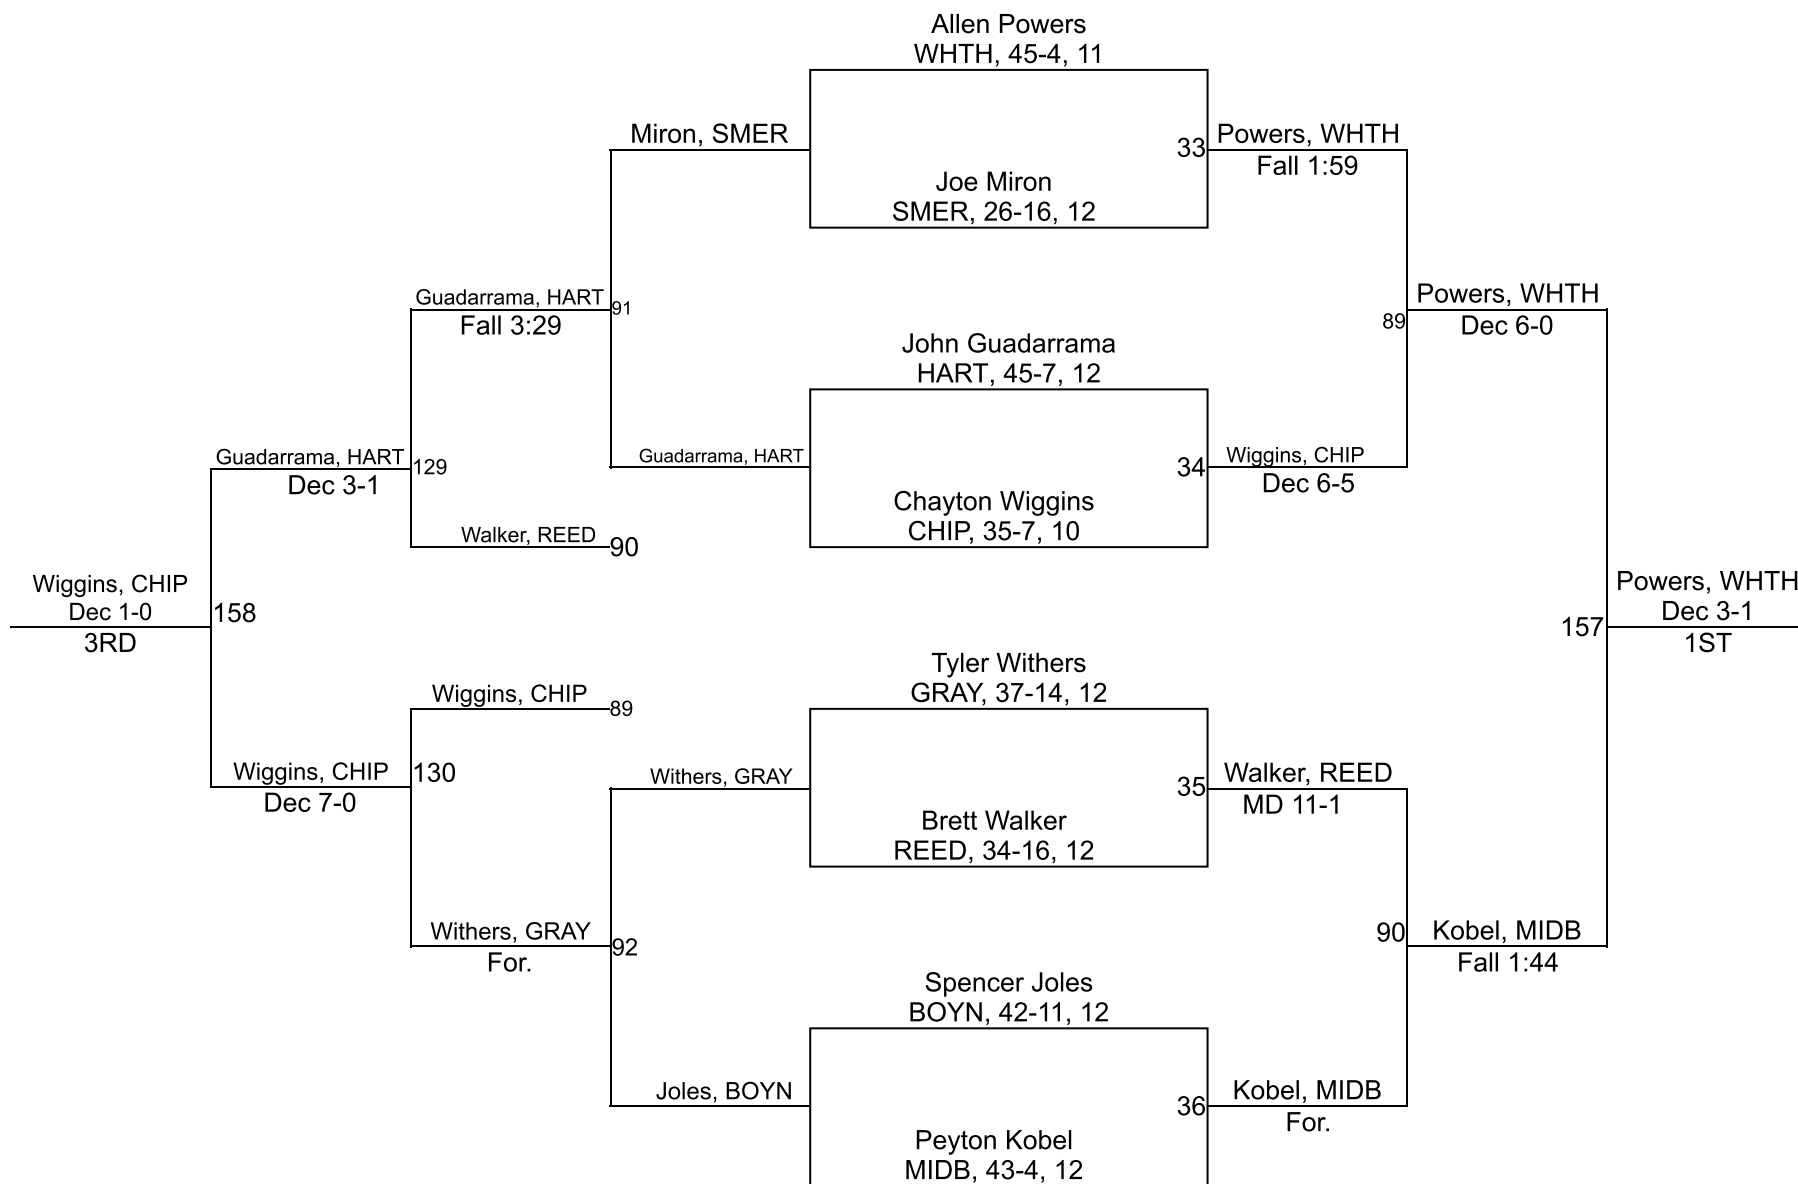 Allen Powers
WHTH, 45-4, 11
Miron, SMER
33
Powers, WHTH
Fall 1:59
Joe Miron
SMER, 26-16, 12
Guadarrama, HART
91
Fall 3:29
Powers, WHTH
89
Dec 6-0
John Guadarrama
HART, 45-7, 12
Guadarrama, HART
129
Dec 3-1
Guadarrama, HART
34
Wiggins, CHIP
Dec 6-5
Chayton Wiggins
CHIP, 35-7, 10
Walker, REED
90
Wiggins, CHIP
Dec 1-0
158
3RD
Powers, WHTH
Dec 3-1
157
1ST
Tyler Withers
GRAY, 37-14, 12
Wiggins, CHIP
89
Wiggins, CHIP
130
Dec 7-0
Withers, GRAY
35
Walker, REED
MD 11-1
Brett Walker
REED, 34-16, 12
Withers, GRAY
92
For.
90
Kobel, MIDB
Fall 1:44
Spencer Joles
BOYN, 42-11, 12
Joles, BOYN
36
Kobel, MIDB
For.
Peyton Kobel
MIDB, 43-4, 12